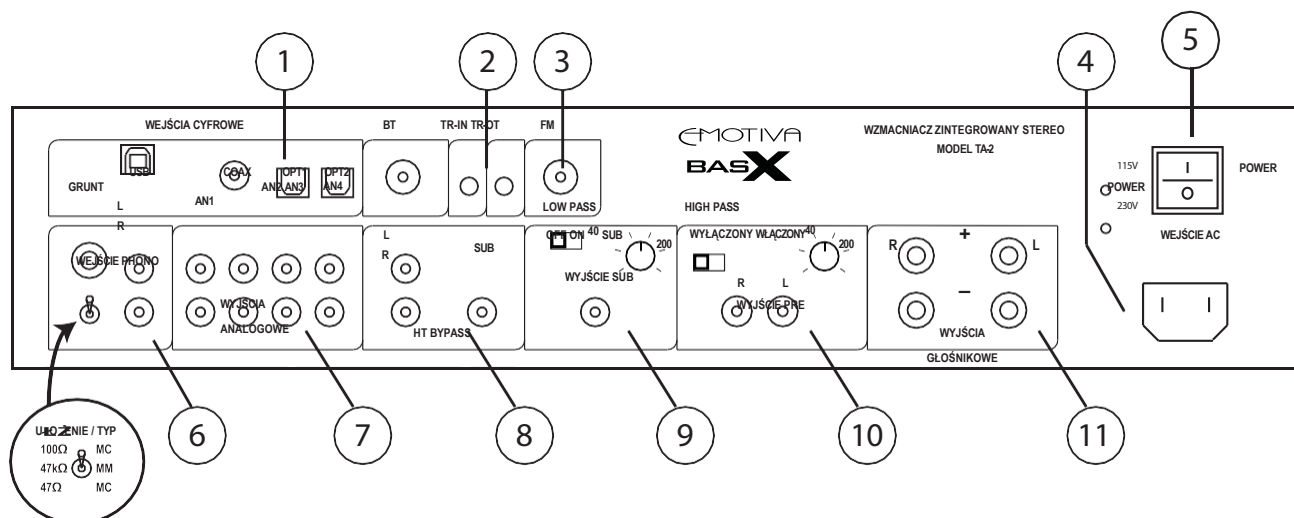 1
2
3
4
5
WEJŚCIA CYFROWE
BT
TR-IN TR-OT
FM
EMOTIVA
BASX
WZMACNIACZ ZINTEGROWANY STEREO
MODEL TA-2
115V
POWER
230V
POWER
WEJŚCIE AC
USB
COAX
OPT1
OPT2
GRUNT
AN1
AN2
AN3
AN4
L
R
LOW PASS
HIGH PASS
WEJŚCIE PHONO
WYJŚCIA
ANALOGOWE
L
R
SUB
HT BYPASS
OFF ON
40
SUB
200
WYJŚCIE SUB
WYŁĄCZONY WŁĄCZONY
40
200
R
L
WYJŚCIE PRE
R
+
L
–
WYJŚCIA
GŁOŚNIKOWE
6
7
8
9
10
11
/ TYP
100Ω MC
47kΩ MM
47Ω MC